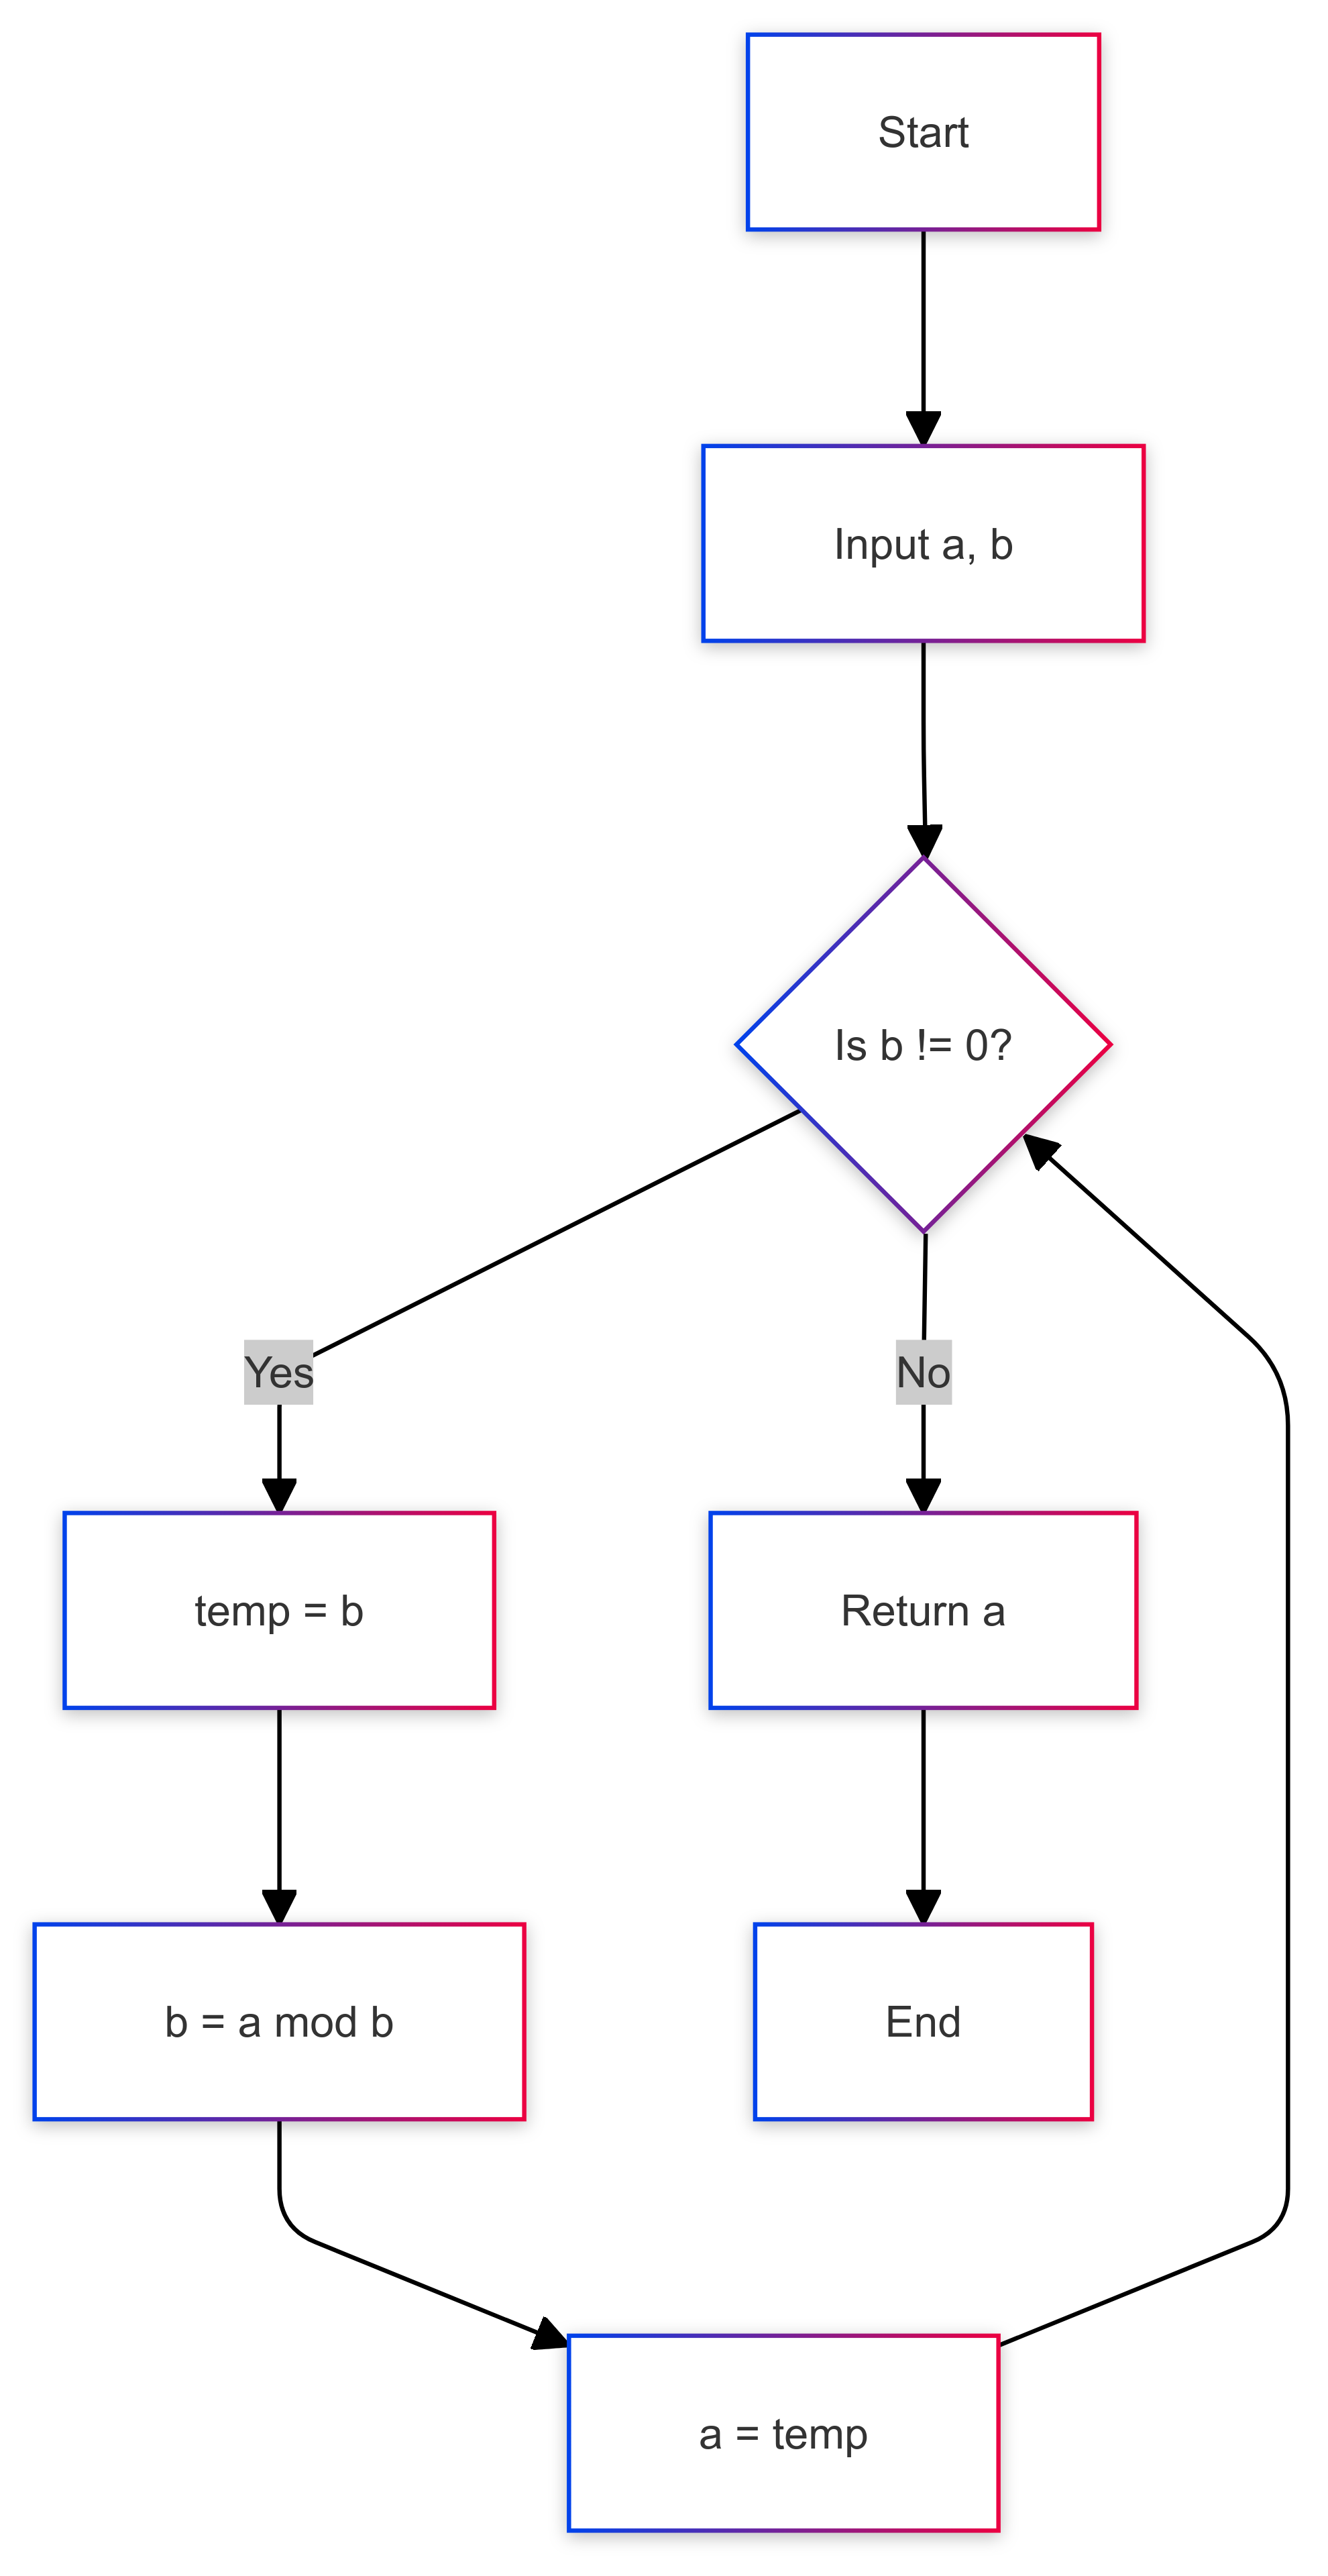 Start
Input a, b
Is b != 0?
Yes
No
temp = b
Return a
b = a mod b
End
a = temp